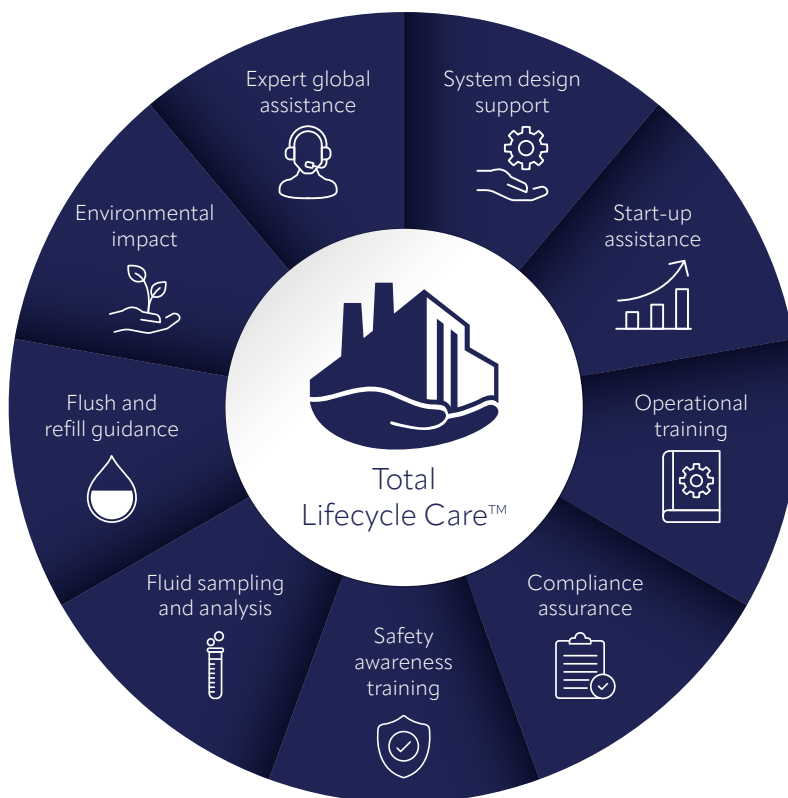 Expert global
assistance
System design
support
Start-up
assistance
Operational
training
Compliance
assurance
Safety
awareness
training
Fluid sampling
and analysis
Flush and
refill guidance
Environmental
impact
Total
Lifecycle Care™